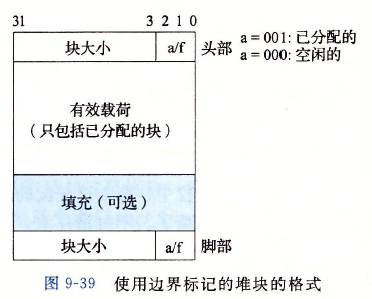 31 3 2 1 0
块大小 a/f 头部 a = 001: 已分配的
a = 000: 空闲的
有效载荷
(只包括已分配的块)
填充(可选)
块大小 a/f 脚部
图 9-39 使用边界标记的堆块的格式